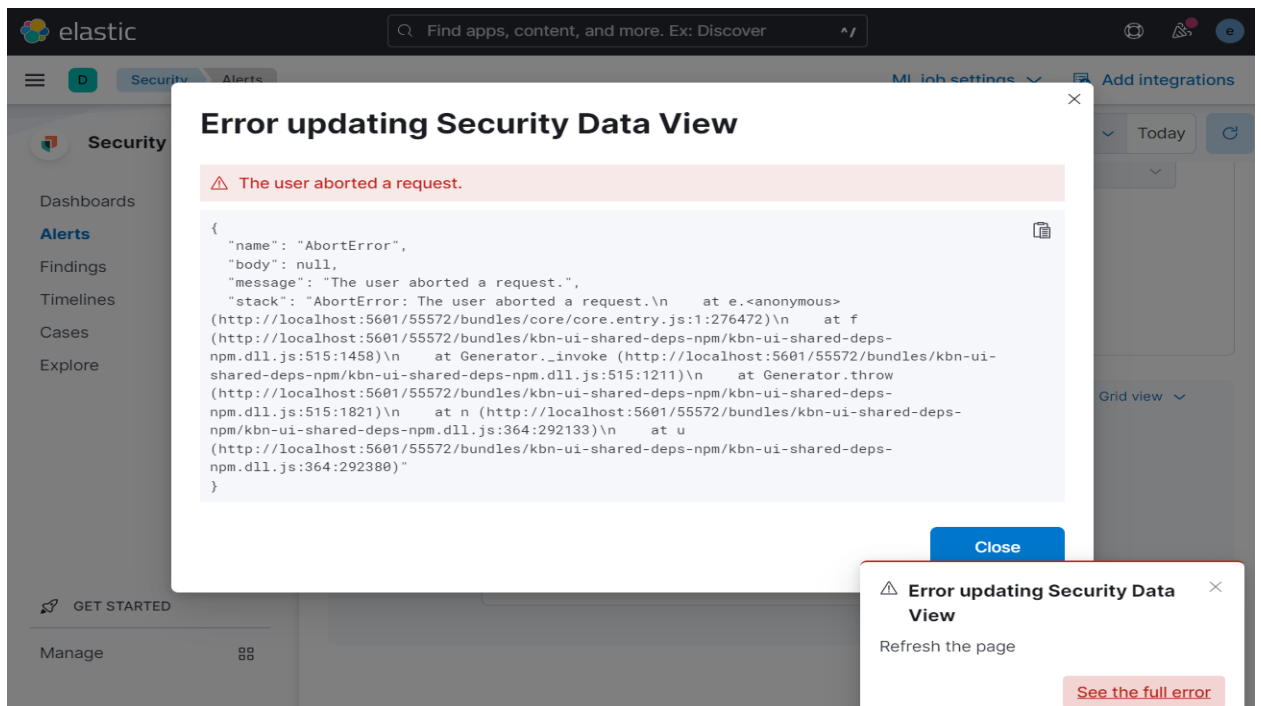 elastic
Find apps, content, and more. Ex: Discover
^/
e
D
Security
Alerts
ML job settings
Add integrations
Security
Today
Dashboards
Alerts
Findings
Timelines
Cases
Explore
Grid view
GET STARTED
Manage
Error updating Security Data View
The user aborted a request.
{
"name": "AbortError",
"body": null,
"message": "The user aborted a request.",
"stack": "AbortError: The user aborted a request.\n    at e.<anonymous>
(http://localhost:5601/55572/bundles/core/core.entry.js:1:276472)\n    at f
(http://localhost:5601/55572/bundles/kbn-ui-shared-deps-npm/kbn-ui-shared-deps-
npm.dll.js:515:1458)\n    at Generator._invoke (http://localhost:5601/55572/bundles/kbn-ui-
shared-deps-npm/kbn-ui-shared-deps-npm.dll.js:515:1211)\n    at Generator.throw
(http://localhost:5601/55572/bundles/kbn-ui-shared-deps-npm/kbn-ui-shared-deps-
npm.dll.js:515:1821)\n    at n (http://localhost:5601/55572/bundles/kbn-ui-shared-deps-
npm/kbn-ui-shared-deps-npm.dll.js:364:292133)\n    at u
(http://localhost:5601/55572/bundles/kbn-ui-shared-deps-npm/kbn-ui-shared-deps-
npm.dll.js:364:292380)"
}
Close
Error updating Security Data
View
Refresh the page
See the full error